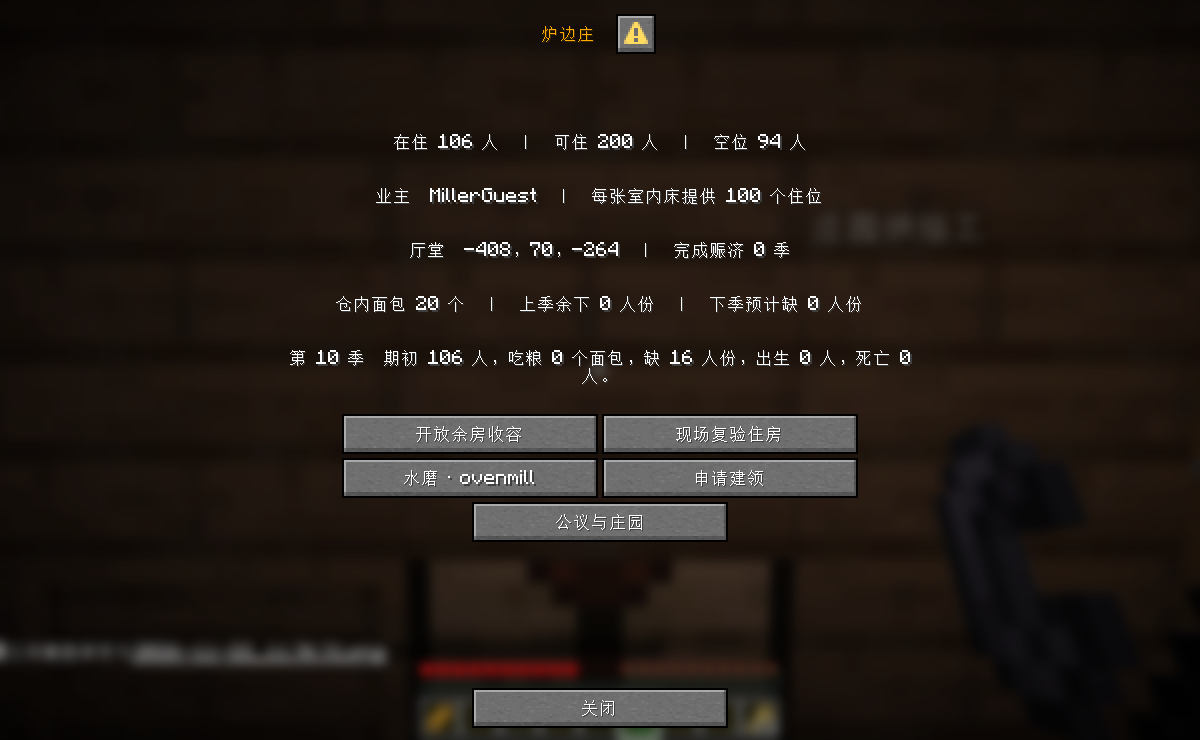 炉边庄
在住 106 人 | 可住 200 人 | 空位 94 人
业主 MillerGuest | 每张室内床提供 100 个住位
厅堂 -408, 70, -264 | 完成赈济 0 季
仓内面包 20 个 | 上季余下 0 人份 | 下季预计缺 0 人份
第 10 季 期初 106 人, 吃粮 0 个面包, 缺 16 人份, 出生 0 人, 死亡 0
人。
开放余房收容
现场复验住房
水磨 · ovenmill
申请建领
公议与庄园
关闭